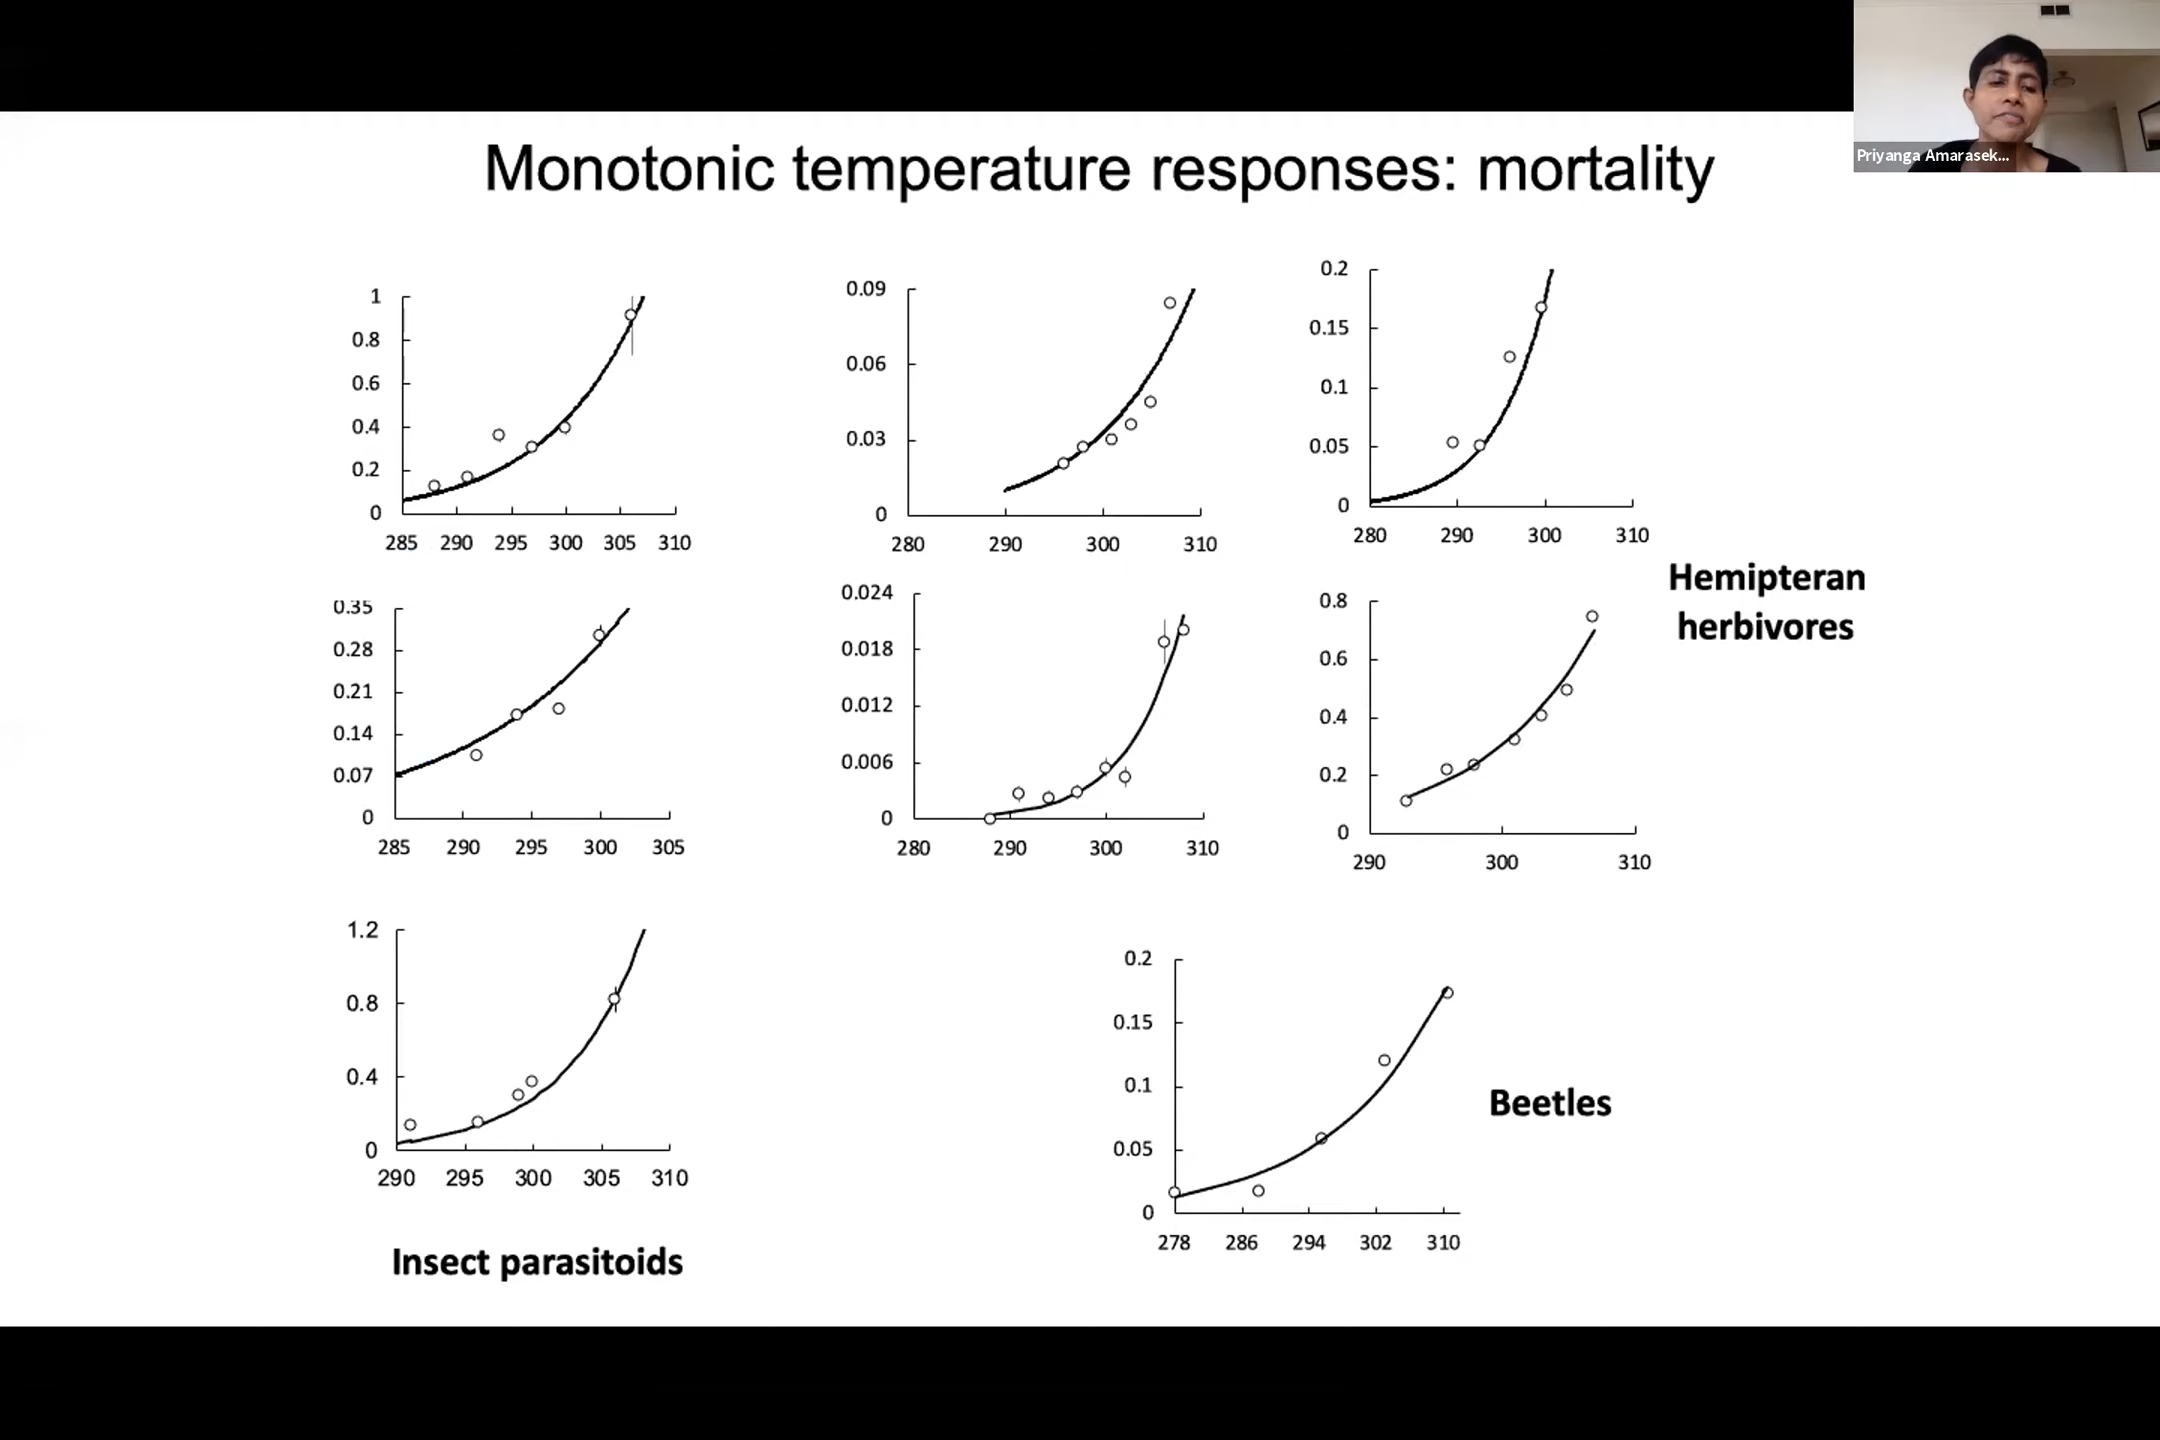 Priyanga Amarasek...
Monotonic temperature responses: mortality
1
0.8
0.6
0.4
0.2
0
285 290 295 300 305 310
0.09
0.06
0.03
0
280 290 300 310
0.2
0.15
0.1
0.05
0
280 290 300 310
Hemipteran
herbivores
0.35
0.28
0.21
0.14
0.07
0
285 290 295 300 305
0.024
0.018
0.012
0.006
0
280 290 300 310
0.8
0.6
0.4
0.2
0
290 300 310
1.2
0.8
0.4
0
290 295 300 305 310
Insect parasitoids
0.2
0.15
0.1
0.05
0
278 286 294 302 310
Beetles